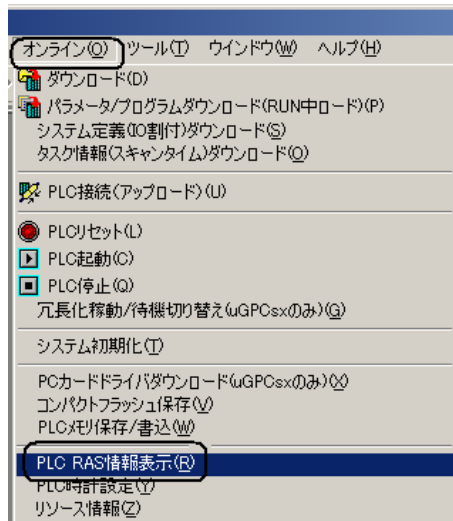 オンライン(O) ツール(T) ウインドウ(W) ヘルプ(H)
ダウンロード(D)
パラメータ/プログラムダウンロード(RUN中ロード)(P)
システム定義(IO割付)ダウンロード(S)
タスク情報(スキャンタイム)ダウンロード(O)
PLC接続(アップロード)(U)
PLCリセット(L)
PLC起動(C)
PLC停止(Q)
冗長化稼動/待機切り替え(uGPCsxのみ)(G)
システム初期化(T)
PCカードドライバダウンロード(uGPCsxのみ)(X)
コンパクトフラッシュ保存(V)
PLCメモリ保存/書込(W)
PLC RAS情報表示(R)
PLC時計設定(Y)
リソース情報(Z)